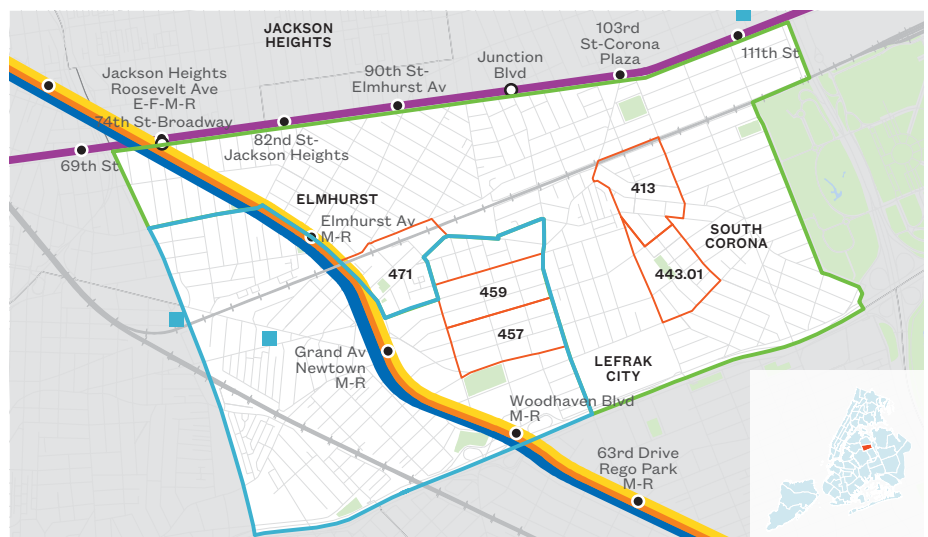 JACKSON
HEIGHTS
103rd
St-Corona
Plaza
111th St
Junction
Blvd
90th St-
Elmhurst Av
Jackson Heights
Roosevelt Ave
E-F-M-R
74th St-Broadway
82nd St-
Jackson Heights
69th St
ELMHURST
Elmhurst Av
M-R
413
SOUTH
CORONA
471
443.01
459
457
Grand Av
Newtown
M-R
LEFRAK
CITY
Woodhaven Blvd
M-R
63rd Drive
Rego Park
M-R